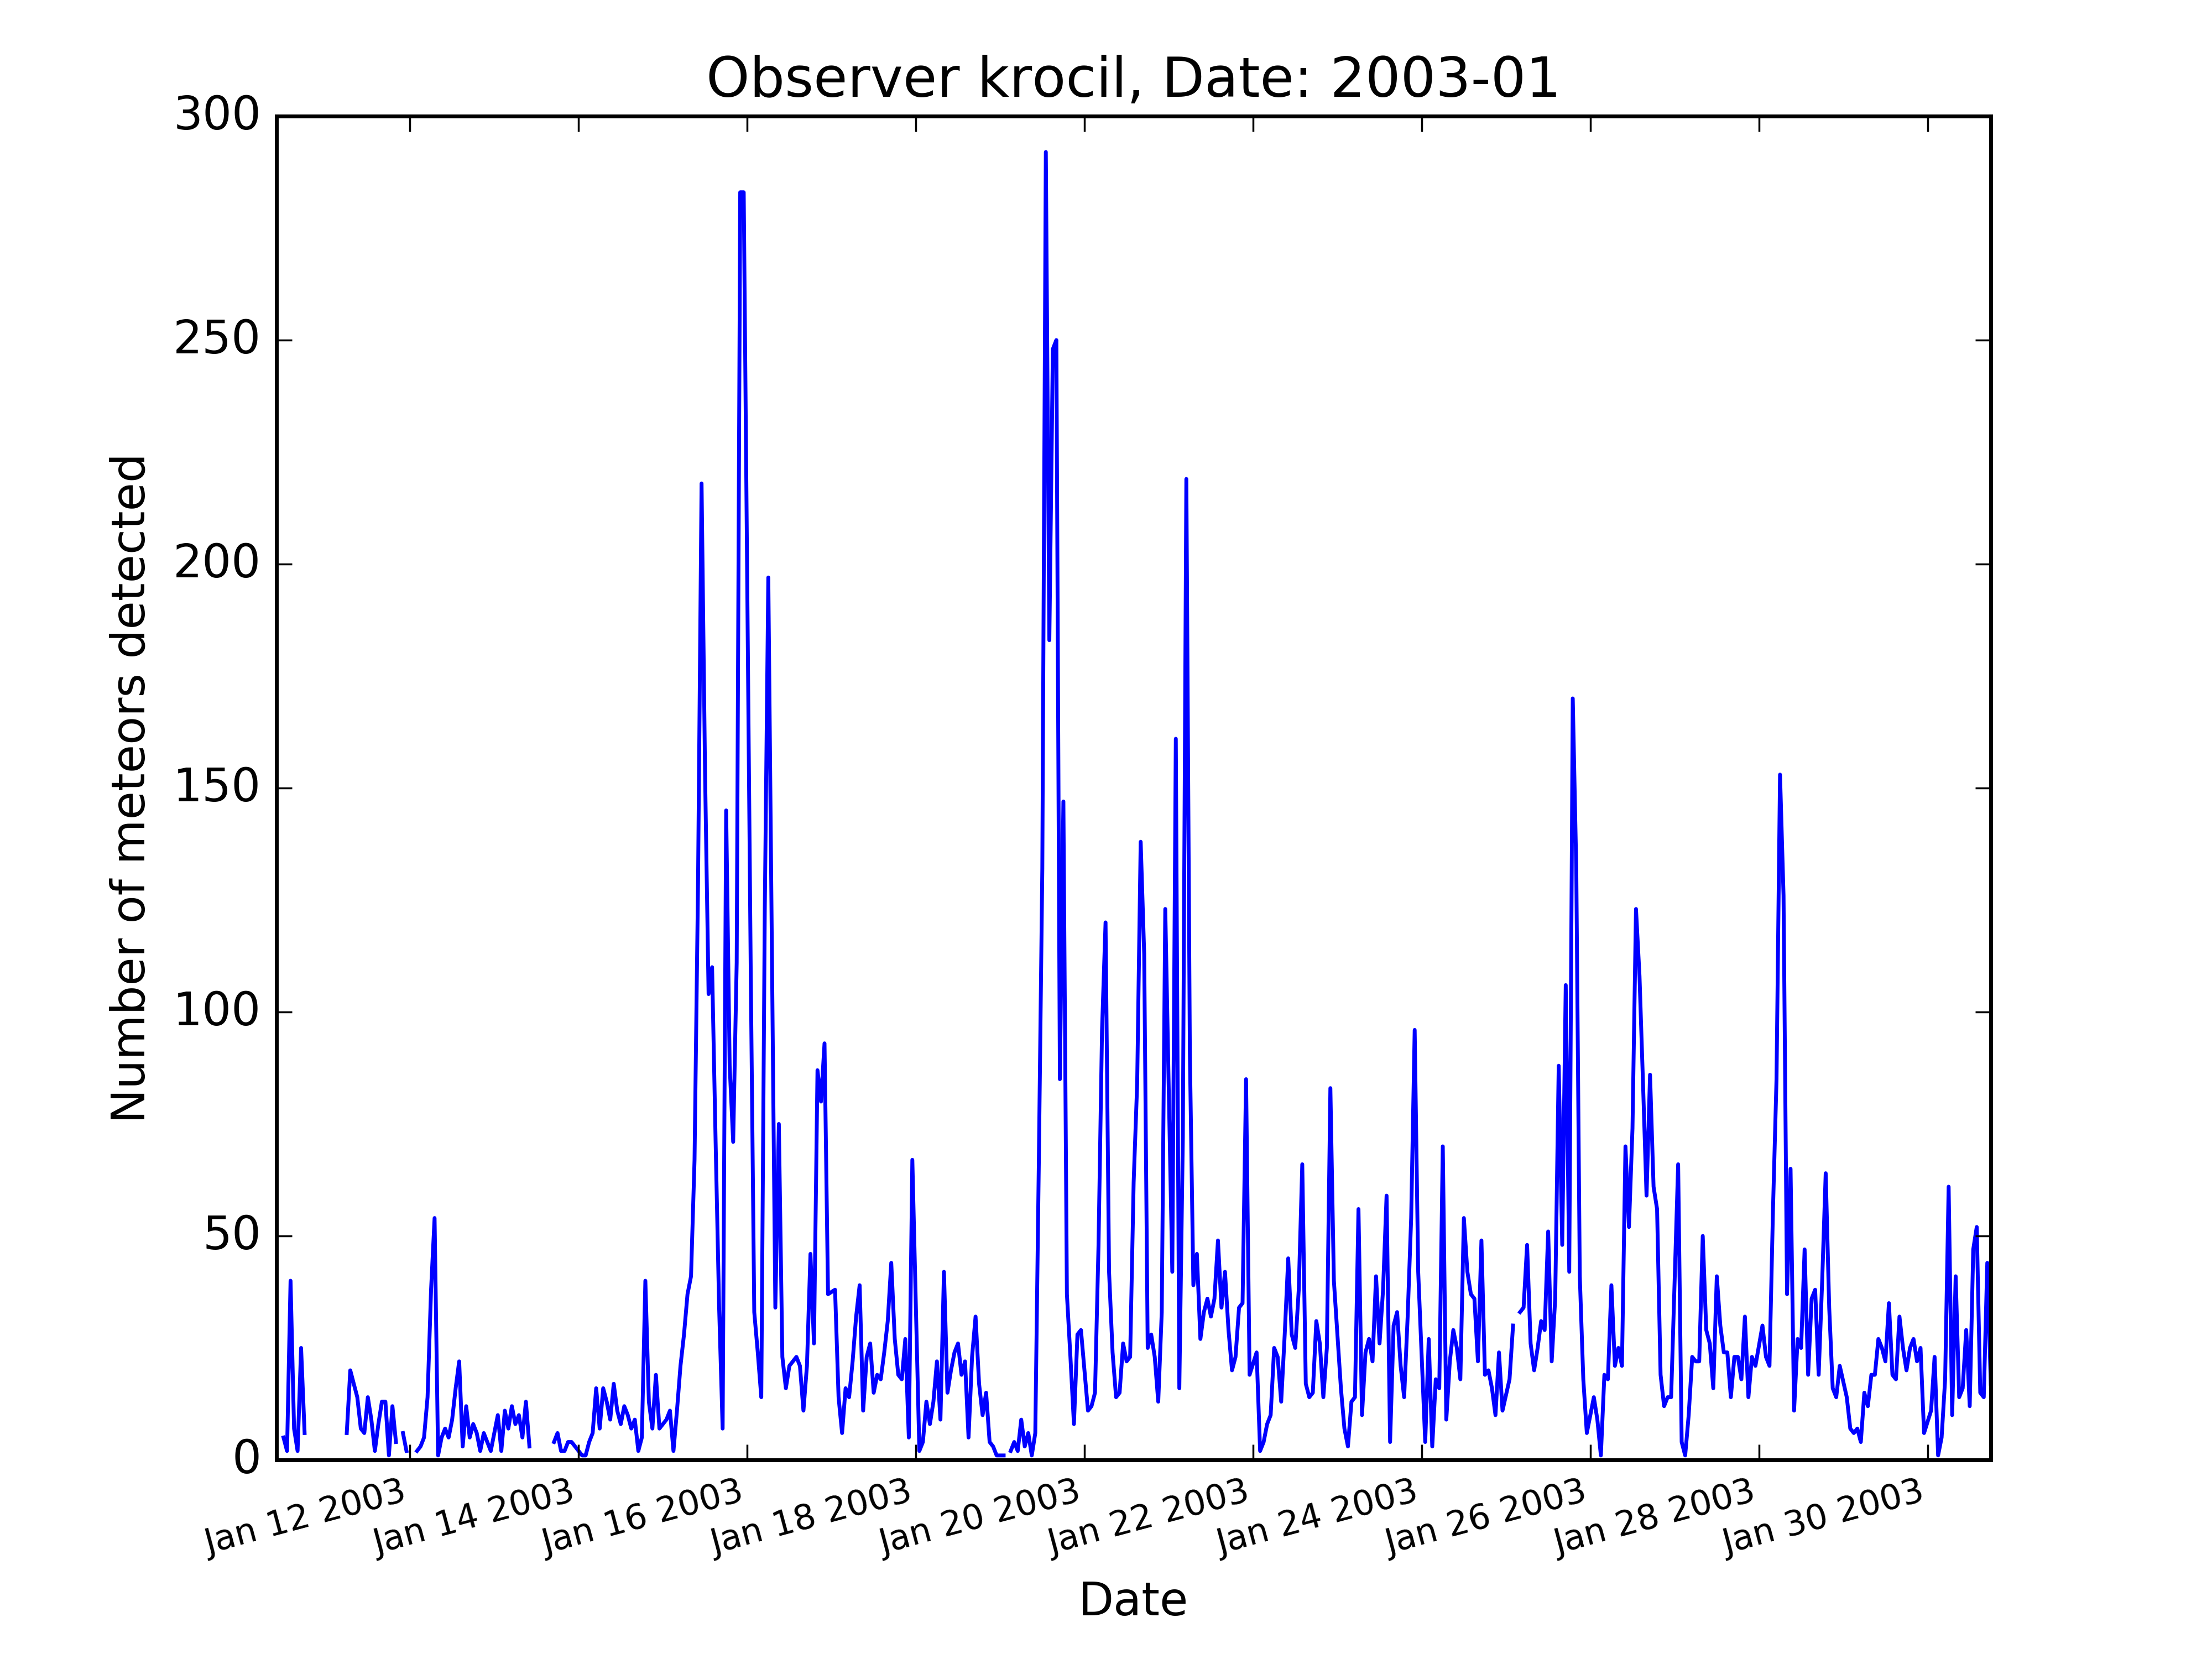 Observer krocil, Date: 2003-01
300
250
200
150
100
50
0
Number of meteors detected
Jan 12 2003
Jan 14 2003
Jan 16 2003
Jan 18 2003
Jan 20 2003
Jan 22 2003
Jan 24 2003
Jan 26 2003
Jan 28 2003
Jan 30 2003
Date